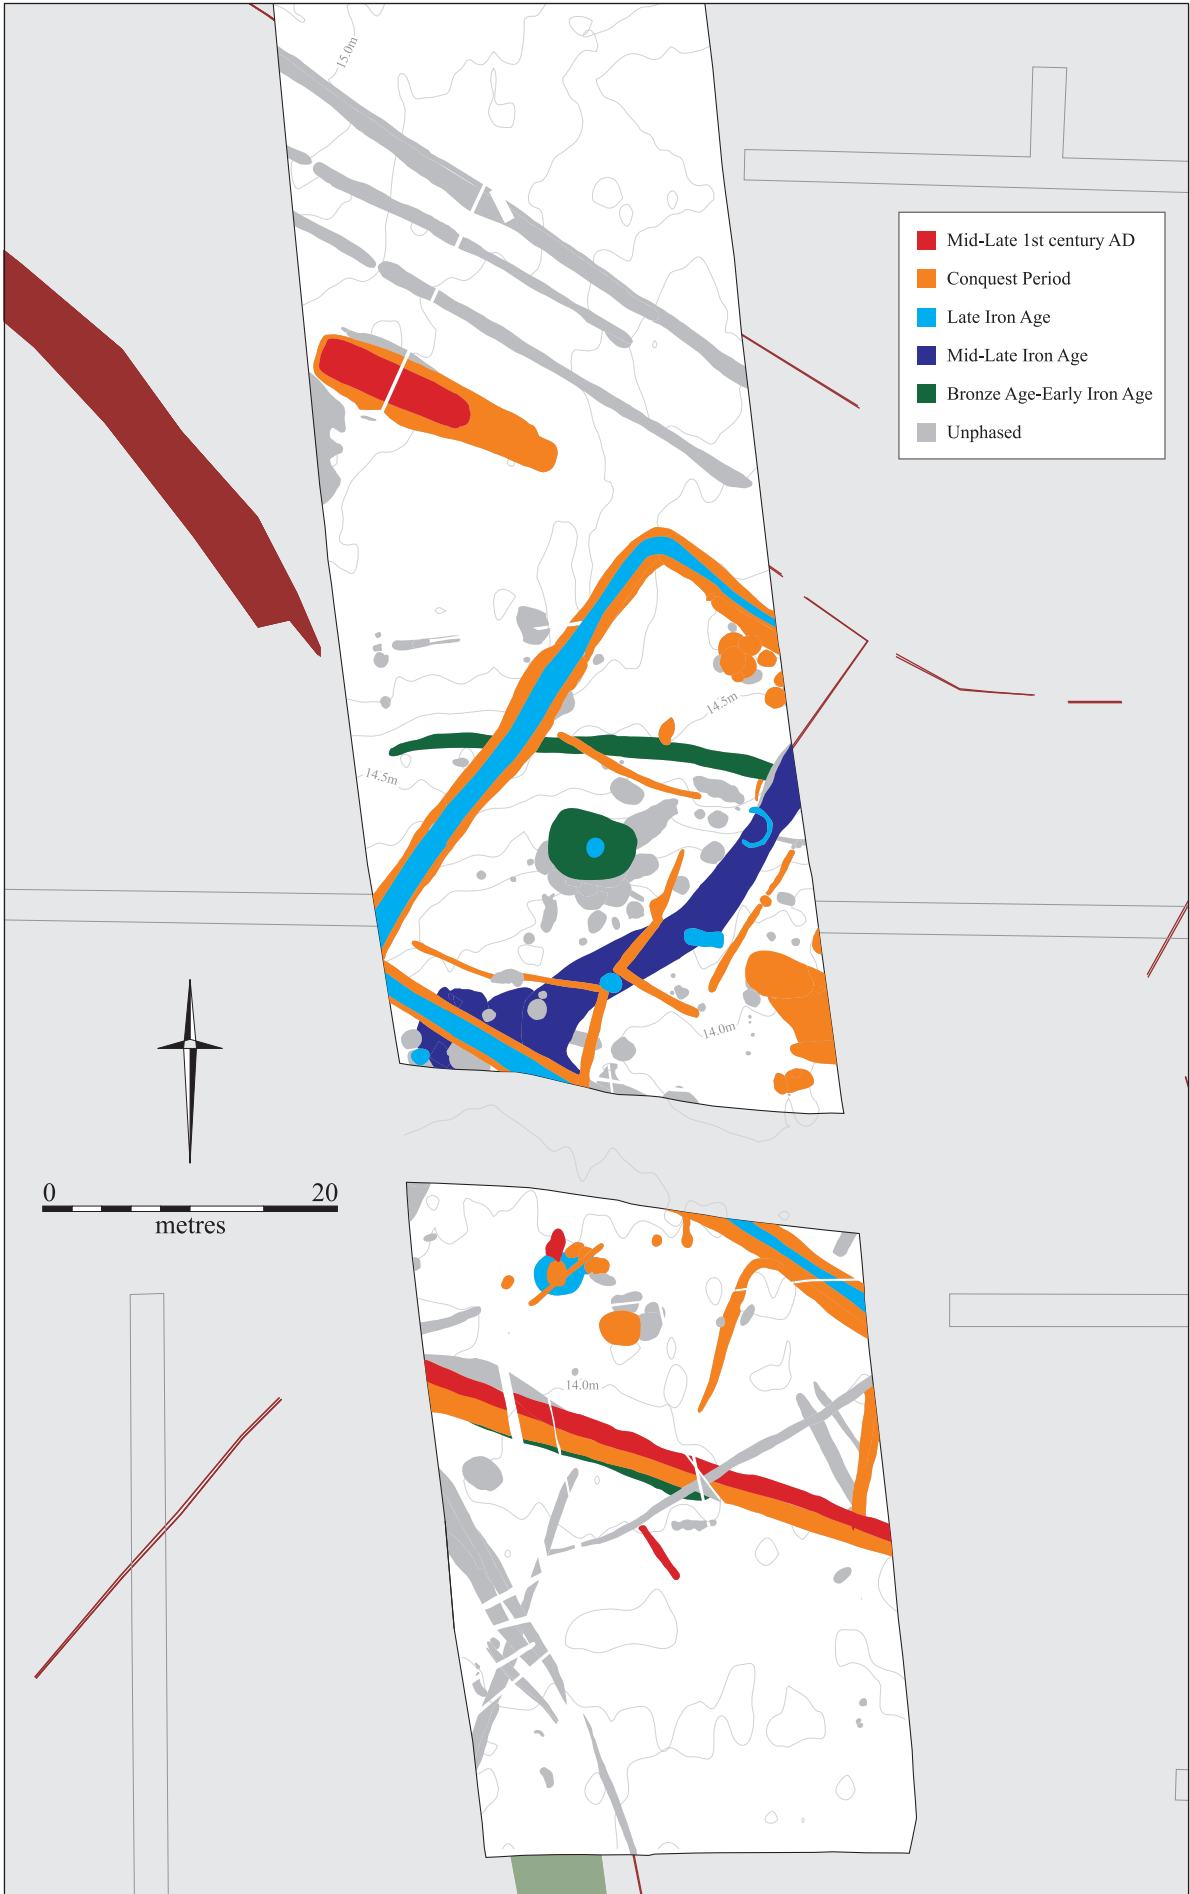 15.0m
Mid-Late 1st century AD
Conquest Period
Late Iron Age
Mid-Late Iron Age
Bronze Age-Early Iron Age
Unphased
14.5m
14.5m
14.0m
0 20
metres
14.0m